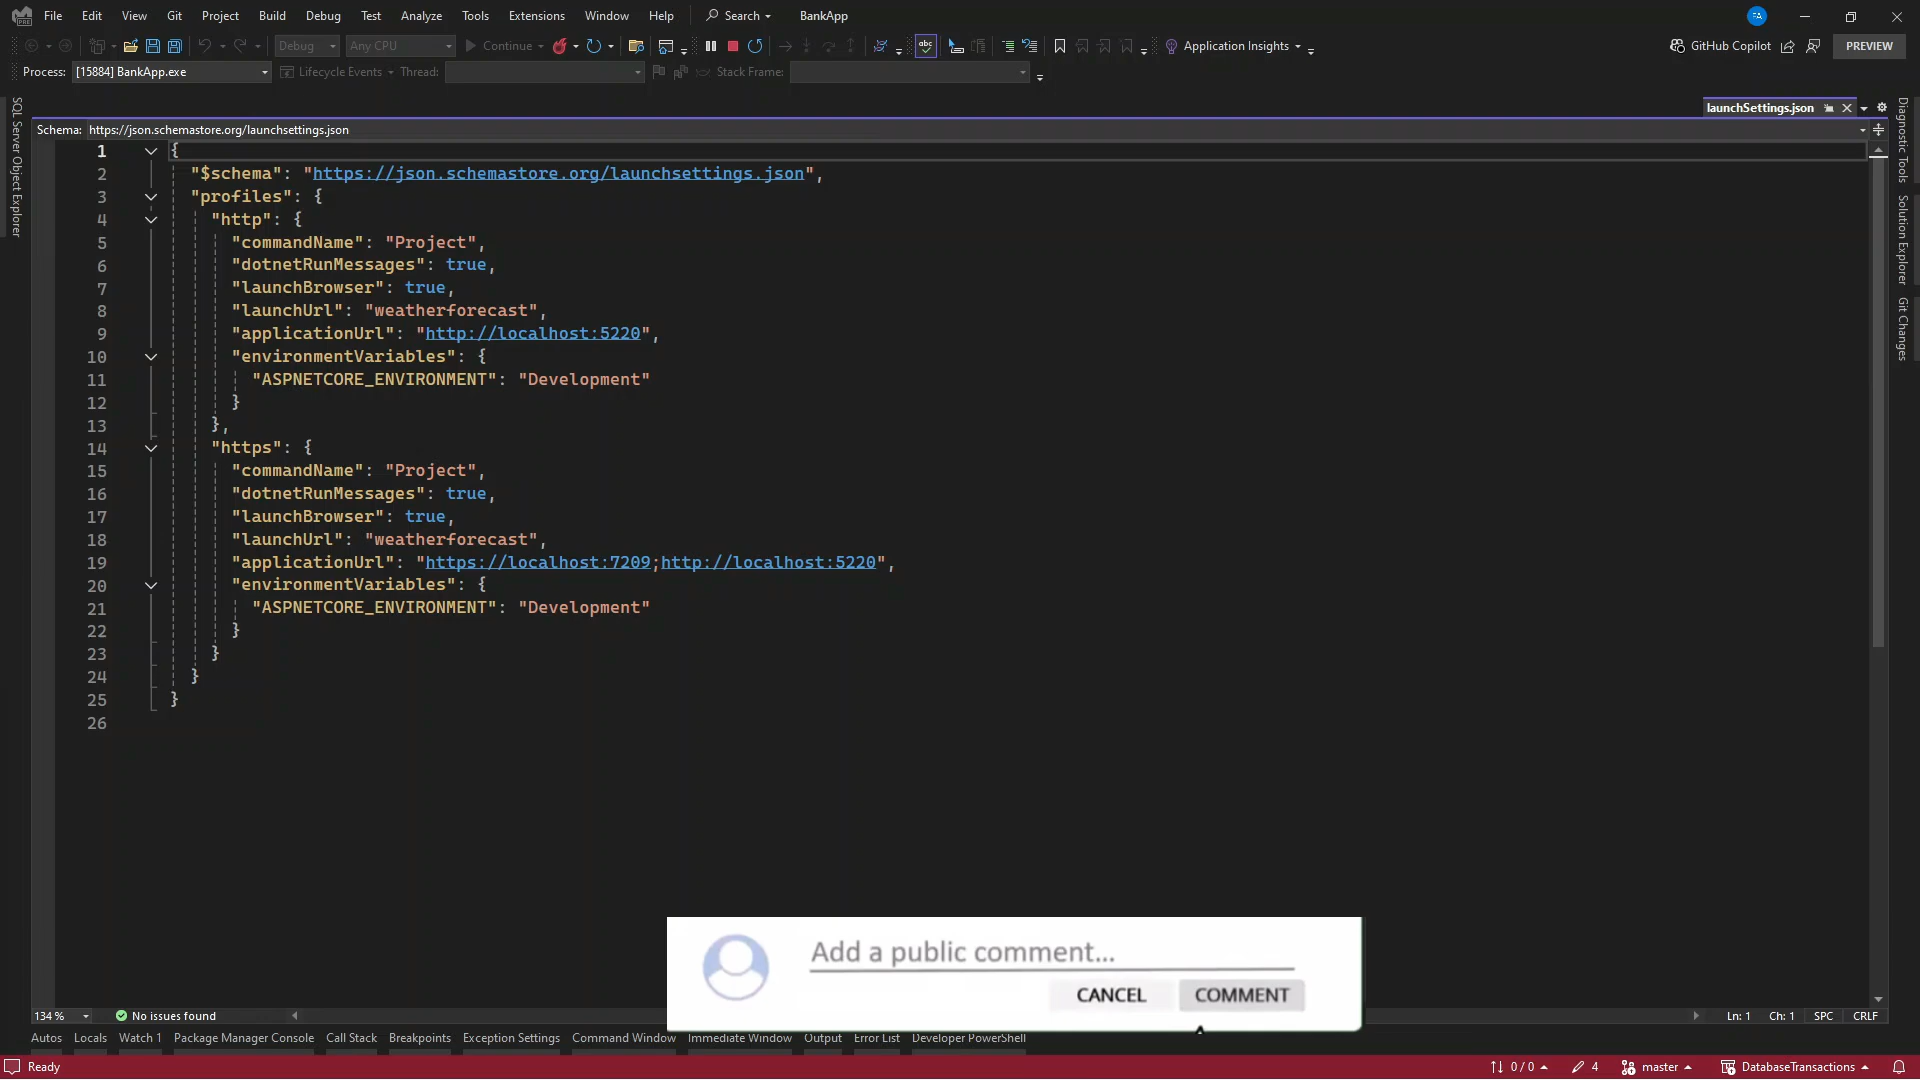 File Edit View Git Project Build Debug Test Analyze Tools Extensions Window Help Search BankApp FA
Debug Any CPU Continue Application Insights GitHub Copilot PREVIEW
Process: [15884] BankApp.exe Lifecycle Events Thread: Stack Frame:
launchSettings.json
Schema: https://json.schemastore.org/launchsettings.json
SQL Server Object Explorer
Diagnostic Tools
Solution Explorer
Git Changes
1 {
2 "$schema": "https://json.schemastore.org/launchsettings.json",
3 "profiles": {
4 "http": {
5 "commandName": "Project",
6 "dotnetRunMessages": true,
7 "launchBrowser": true,
8 "launchUrl": "weatherforecast",
9 "applicationUrl": "http://localhost:5220",
10 "environmentVariables": {
11 "ASPNETCORE_ENVIRONMENT": "Development"
12 }
13 },
14 "https": {
15 "commandName": "Project",
16 "dotnetRunMessages": true,
17 "launchBrowser": true,
18 "launchUrl": "weatherforecast",
19 "applicationUrl": "https://localhost:7209;http://localhost:5220",
20 "environmentVariables": {
21 "ASPNETCORE_ENVIRONMENT": "Development"
22 }
23 }
24 }
25 }
26
Add a public comment...
CANCEL COMMENT
134 % No issues found Ln: 1 Ch: 1 SPC CRLF
Autos Locals Watch 1 Package Manager Console Call Stack Breakpoints Exception Settings Command Window Immediate Window Output Error List Developer PowerShell
Ready 0 / 0 4 master DatabaseTransactions